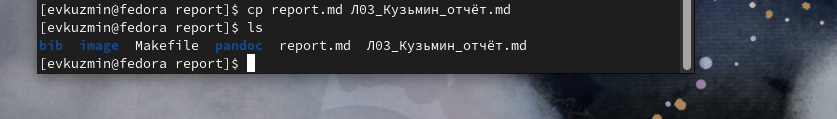 [evkuzmin@fedora report]$ cp report.md Л03_Кузьмин_отчёт.md
[evkuzmin@fedora report]$ ls
bib  image  Makefile  pandoc  report.md  Л03_Кузьмин_отчёт.md
[evkuzmin@fedora report]$